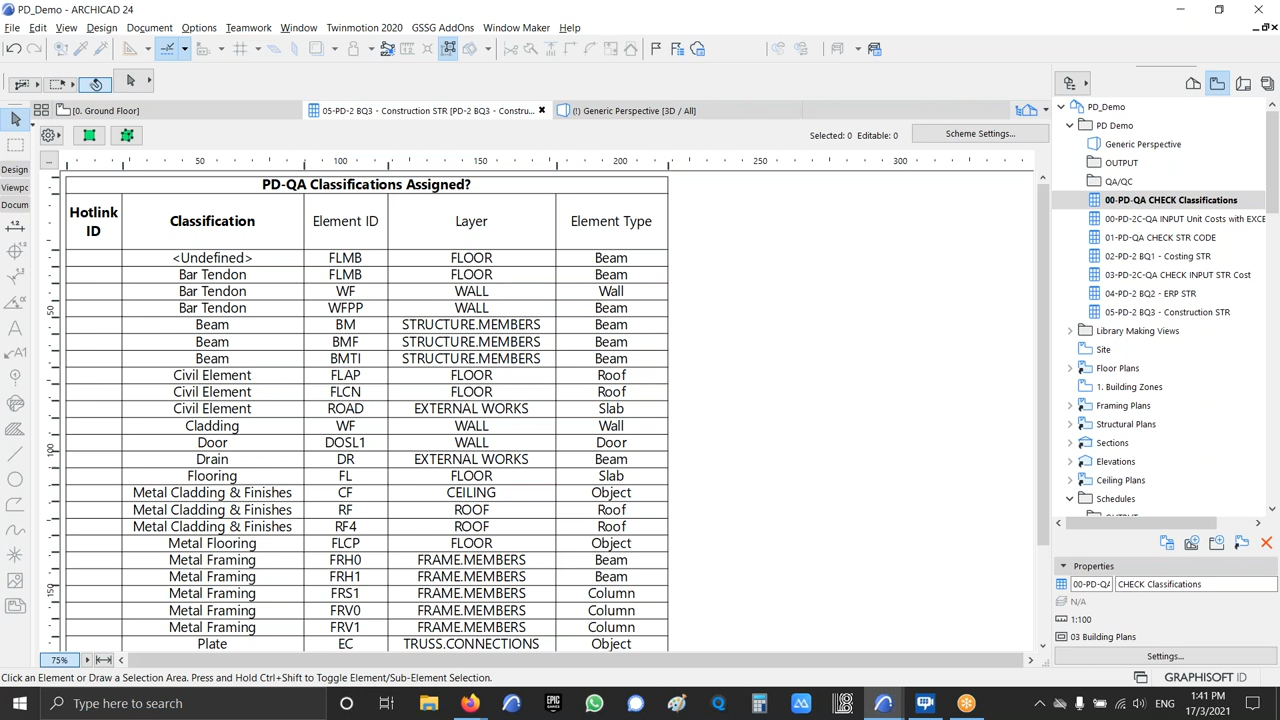 PD_Demo - ARCHICAD 24
File Edit View Design Document Options Teamwork Window Twinmotion 2020 GSSG AddOns Window Maker Help
[0. Ground Floor]
05-PD-2 BQ3 - Construction STR [PD-2 BQ3 - Constru...
(!) Generic Perspective [3D / All]
Selected: 0 Editable: 0
Scheme Settings...
50 100 150 200 250 300
PD-QA Classifications Assigned?
Hotlink ID Classification Element ID Layer Element Type
<Undefined> FLMB FLOOR Beam
Bar Tendon FLMB FLOOR Beam
Bar Tendon WF WALL Wall
Bar Tendon WFPP WALL Beam
Beam BM STRUCTURE.MEMBERS Beam
Beam BMF STRUCTURE.MEMBERS Beam
Beam BMTI STRUCTURE.MEMBERS Beam
Civil Element FLAP FLOOR Roof
Civil Element FLCN FLOOR Roof
Civil Element ROAD EXTERNAL WORKS Slab
Cladding WF WALL Wall
Door DOSL1 WALL Door
Drain DR EXTERNAL WORKS Beam
Flooring FL FLOOR Slab
Metal Cladding & Finishes CF CEILING Object
Metal Cladding & Finishes RF ROOF Roof
Metal Cladding & Finishes RF4 ROOF Roof
Metal Flooring FLCP FLOOR Object
Metal Framing FRH0 FRAME.MEMBERS Beam
Metal Framing FRH1 FRAME.MEMBERS Beam
Metal Framing FRS1 FRAME.MEMBERS Column
Metal Framing FRV0 FRAME.MEMBERS Column
Metal Framing FRV1 FRAME.MEMBERS Column
Plate EC TRUSS.CONNECTIONS Object
50
100
150
Design
Viewpo
Docum
75%
PD_Demo
PD Demo
Generic Perspective
OUTPUT
QA/QC
00-PD-QA CHECK Classifications
00-PD-2C-QA INPUT Unit Costs with EXCE
01-PD-QA CHECK STR CODE
02-PD-2 BQ1 - Costing STR
03-PD-2C-QA CHECK INPUT STR Cost
04-PD-2 BQ2 - ERP STR
05-PD-2 BQ3 - Construction STR
Library Making Views
Site
Floor Plans
1. Building Zones
Framing Plans
Structural Plans
Sections
Elevations
Ceiling Plans
Schedules
Properties
00-PD-QA CHECK Classifications
N/A
1:100
03 Building Plans
Settings...
Click an Element or Draw a Selection Area. Press and Hold Ctrl+Shift to Toggle Element/Sub-Element Selection.
GRAPHISOFT ID
Type here to search
1:41 PM
17/3/2021